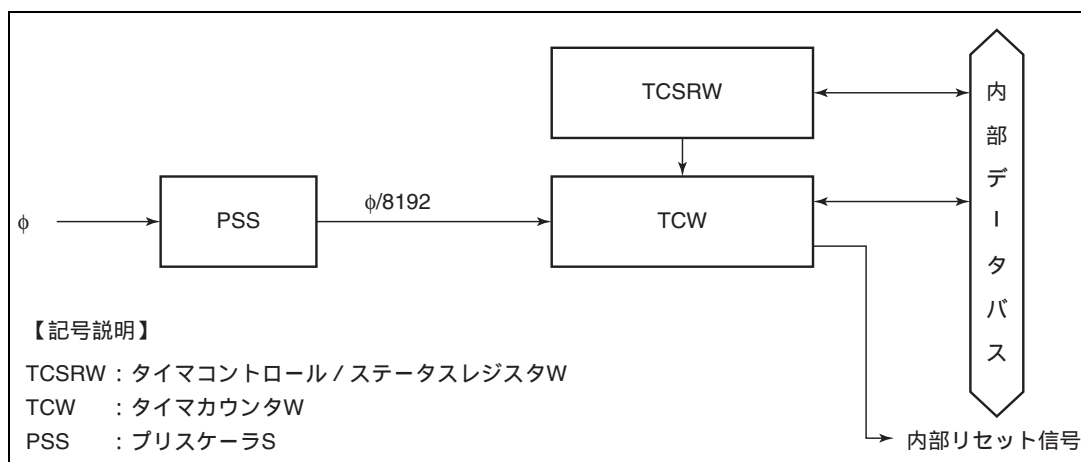 TCSRW
内部データバス
φ
PSS
φ/8192
TCW
【記号説明】
TCSRW : タイマコントロール / ステータスレジスタW
TCW : タイマカウンタW
PSS : プリスケーラS
内部リセット信号